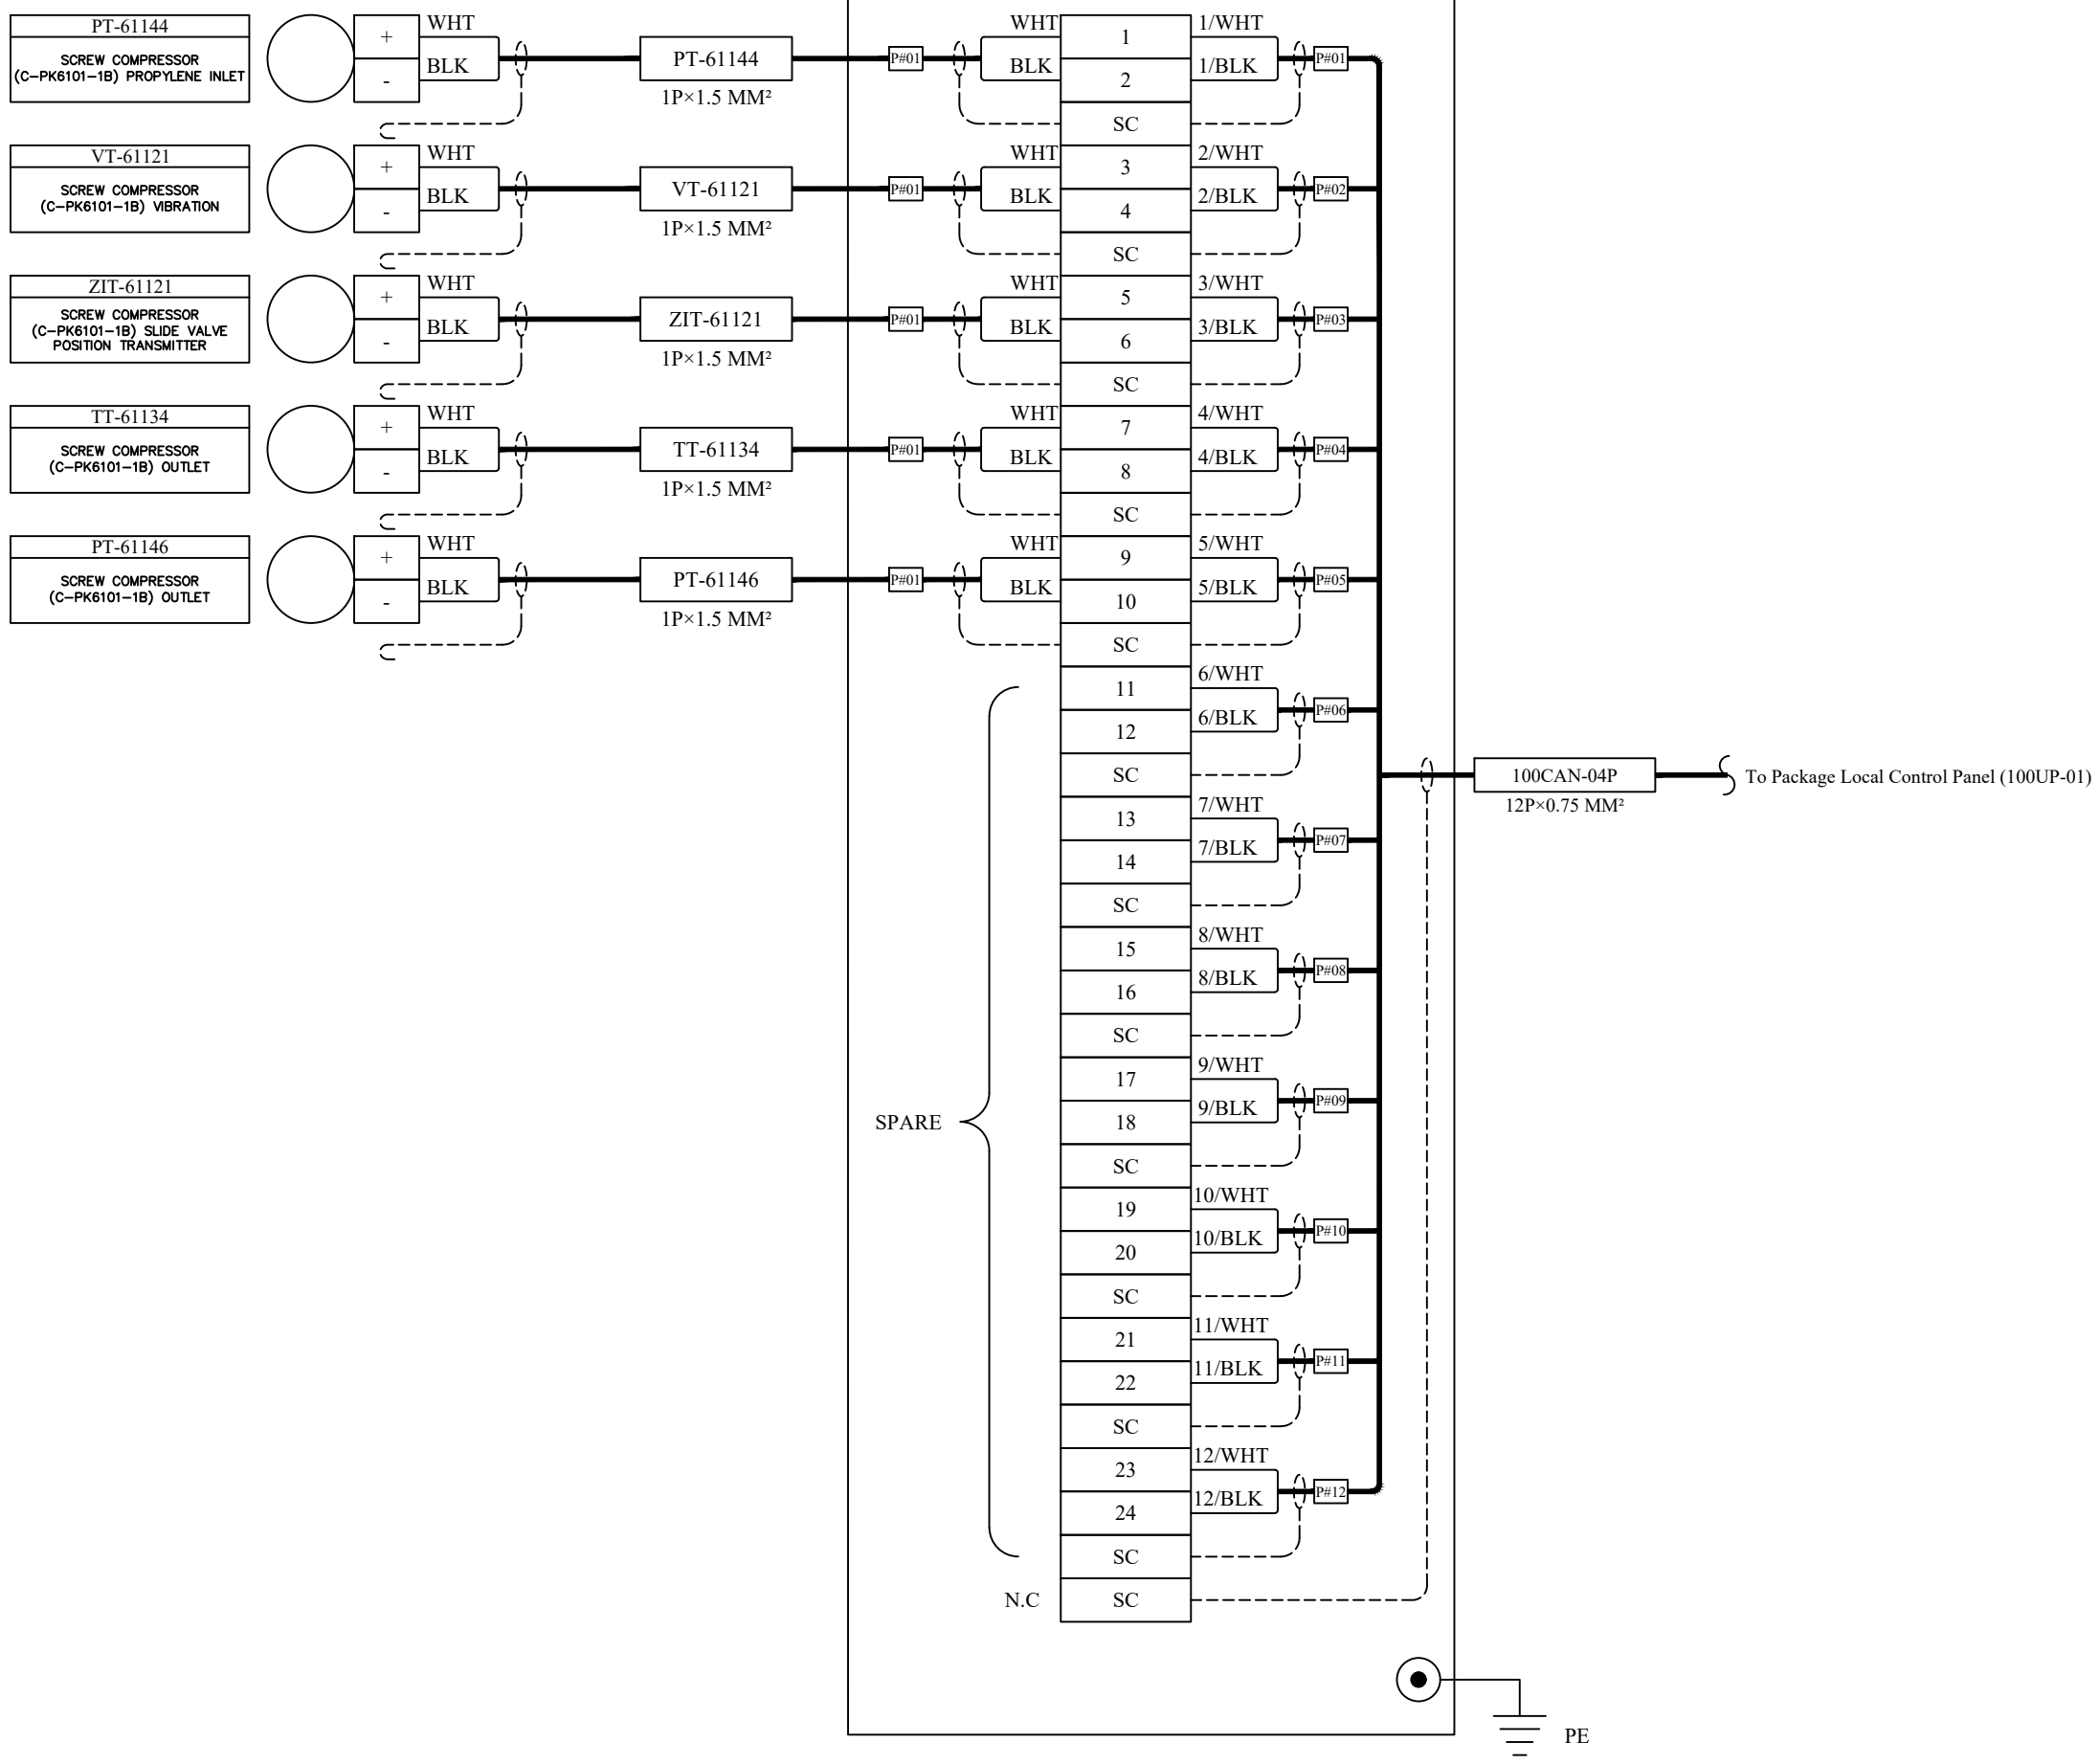 PT-61144
SCREW COMPRESSOR
(C-PK6101-1B) PROPYLENE INLET
+
-
WHT
BLK
PT-61144
1P×1.5 MM²
P#01
WHT
BLK
1
2
SC
1/WHT
1/BLK
P#01
VT-61121
SCREW COMPRESSOR
(C-PK6101-1B) VIBRATION
+
-
WHT
BLK
VT-61121
1P×1.5 MM²
P#01
WHT
BLK
3
4
SC
2/WHT
2/BLK
P#02
ZIT-61121
SCREW COMPRESSOR
(C-PK6101-1B) SLIDE VALVE
POSITION TRANSMITTER
+
-
WHT
BLK
ZIT-61121
1P×1.5 MM²
P#01
WHT
BLK
5
6
SC
3/WHT
3/BLK
P#03
TT-61134
SCREW COMPRESSOR
(C-PK6101-1B) OUTLET
+
-
WHT
BLK
TT-61134
1P×1.5 MM²
P#01
WHT
BLK
7
8
SC
4/WHT
4/BLK
P#04
PT-61146
SCREW COMPRESSOR
(C-PK6101-1B) OUTLET
+
-
WHT
BLK
PT-61146
1P×1.5 MM²
P#01
WHT
BLK
9
10
SC
5/WHT
5/BLK
P#05
11
12
SC
6/WHT
6/BLK
P#06
100CAN-04P
12P×0.75 MM²
To Package Local Control Panel (100UP-01)
13
14
SC
7/WHT
7/BLK
P#07
15
16
SC
8/WHT
8/BLK
P#08
SPARE
17
18
SC
9/WHT
9/BLK
P#09
19
20
SC
10/WHT
10/BLK
P#10
21
22
SC
11/WHT
11/BLK
P#11
23
24
SC
12/WHT
12/BLK
P#12
N.C
SC
PE